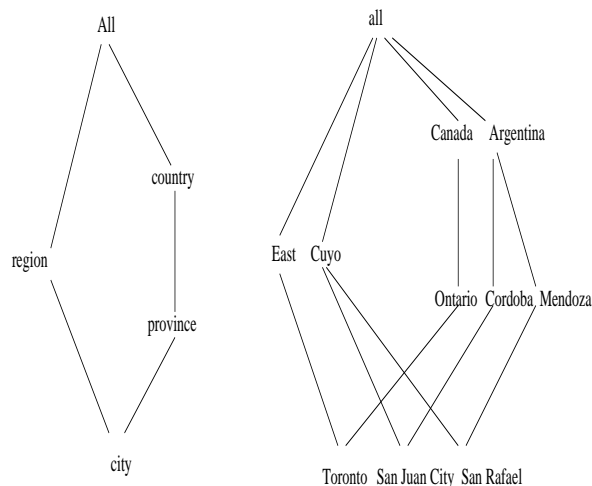 All
country
region
province
city
all
Canada Argentina
East Cuyo
Ontario Cordoba Mendoza
Toronto San Juan City San Rafael